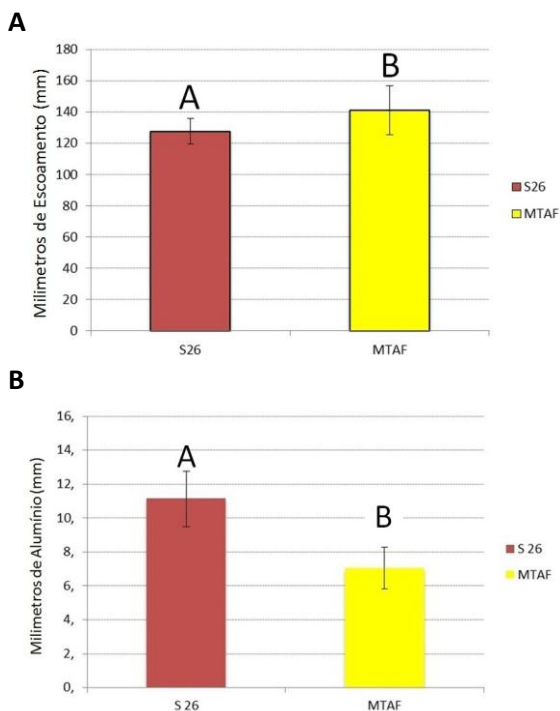 A
Milimetros de Escoamento (mm)
180
160
140
120
100
80
60
40
20
0
A
B
S26
MTAF
S26
MTAF
B
Milimetros de Alumínio (mm)
16,
14,
12,
10,
8,
6,
4,
2,
0,
A
B
S 26
MTAF
S 26
MTAF